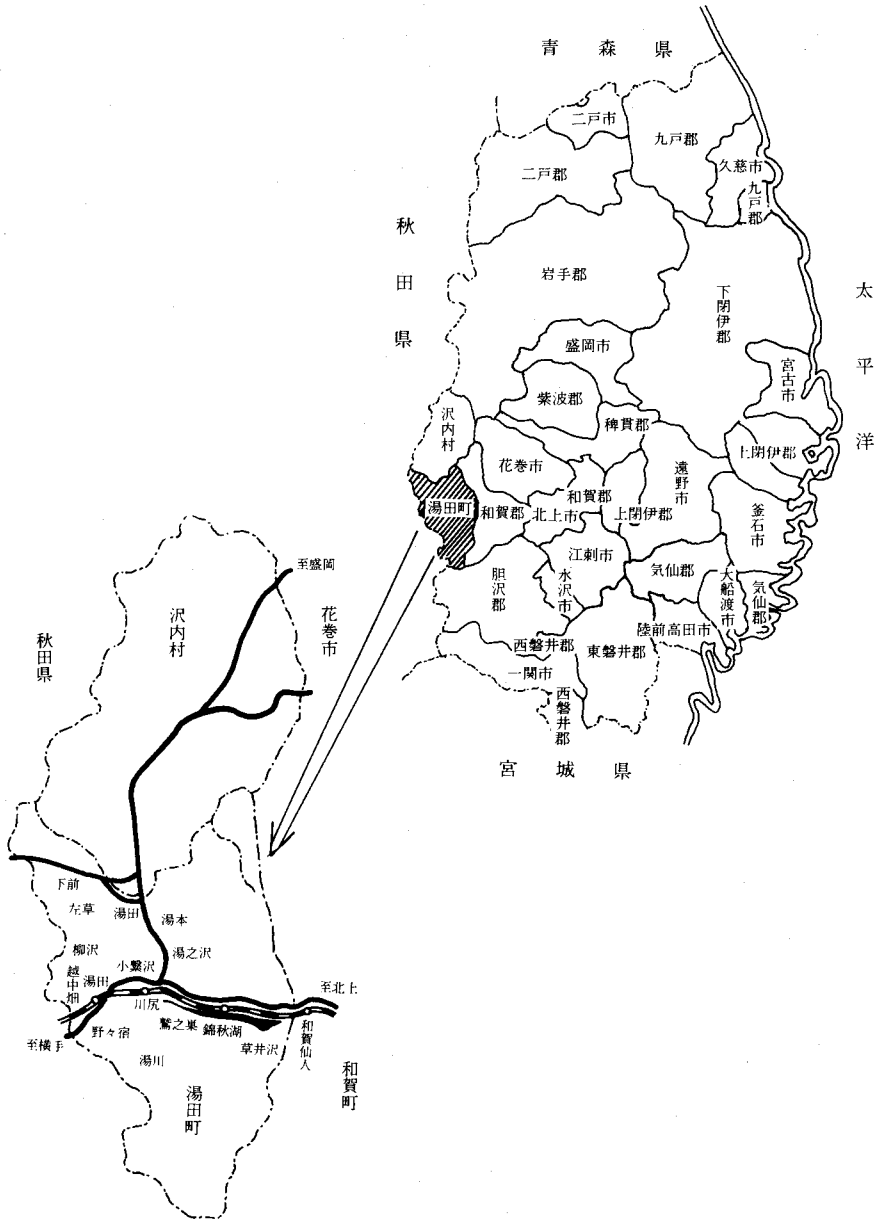 青森県
二戸市
九戸郡
久慈市
九戸郡
二戸郡
秋田県
岩手郡
下閉伊郡
太平洋
盛岡市
宮古市
紫波郡
沢内村
稗貫郡
上閉伊郡
花巻市
遠野市
湯田町
和賀郡
北上市
和賀郡
上閉伊郡
釜石市
江刺市
胆沢郡
水沢市
気仙郡
大船渡市
気仙郡
陸前高田市
西磐井郡
東磐井郡
一関市
西磐井郡
宮城県
至盛岡
花巻市
沢内村
秋田県
下前
左草
湯田
湯本
柳沢
湯之沢
小繋沢
越中畑
湯田
至北上
川尻
鷲之巣
錦秋湖
和賀仙人
野々宿
草井沢
至横手
湯川
和賀町
湯田町